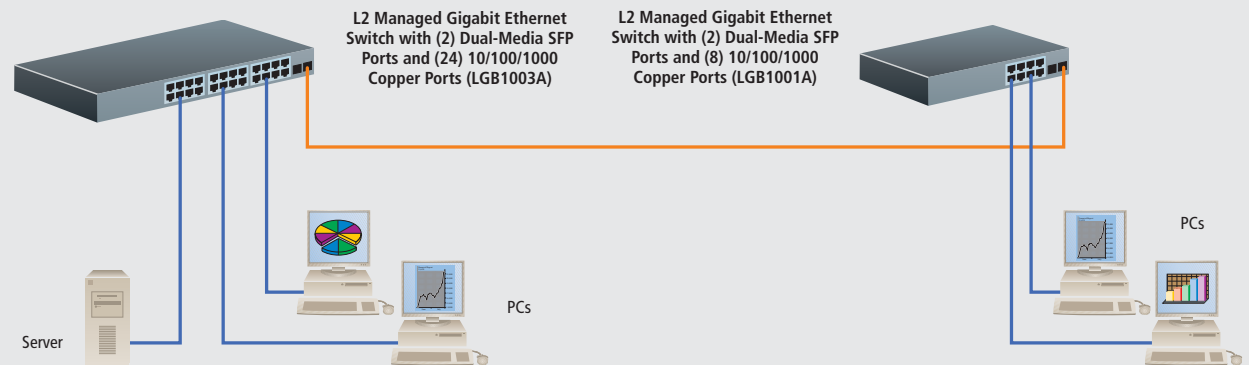 L2 Managed Gigabit Ethernet
Switch with (2) Dual-Media SFP
Ports and (24) 10/100/1000
Copper Ports (LGB1003A)
L2 Managed Gigabit Ethernet
Switch with (2) Dual-Media SFP
Ports and (8) 10/100/1000
Copper Ports (LGB1001A)
Server
PCs
PCs